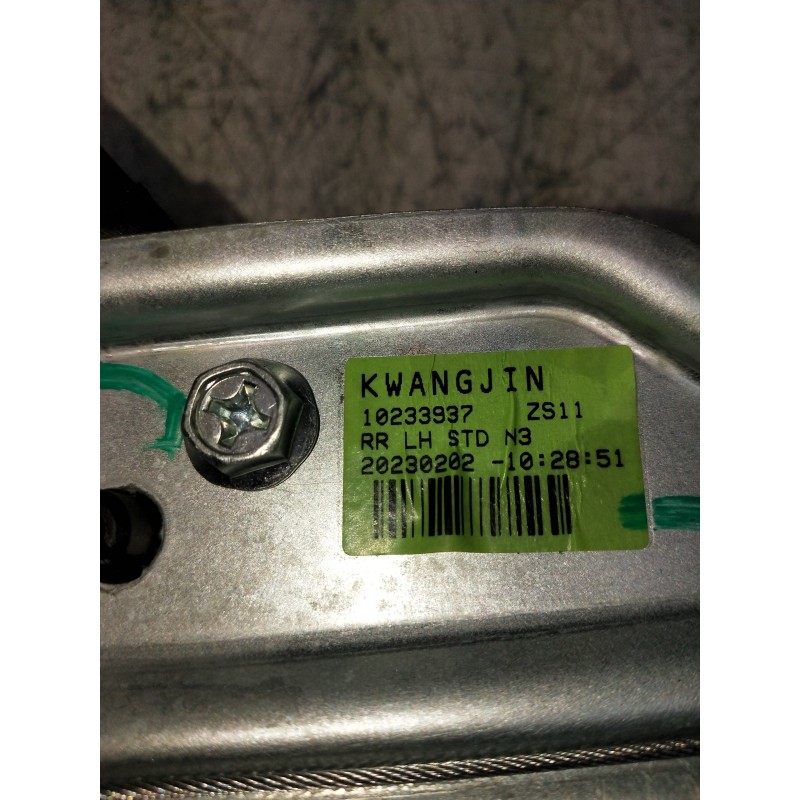 KWANGJIN
10233937 ZS11
RR LH STD N3
20230202 -10:28:51